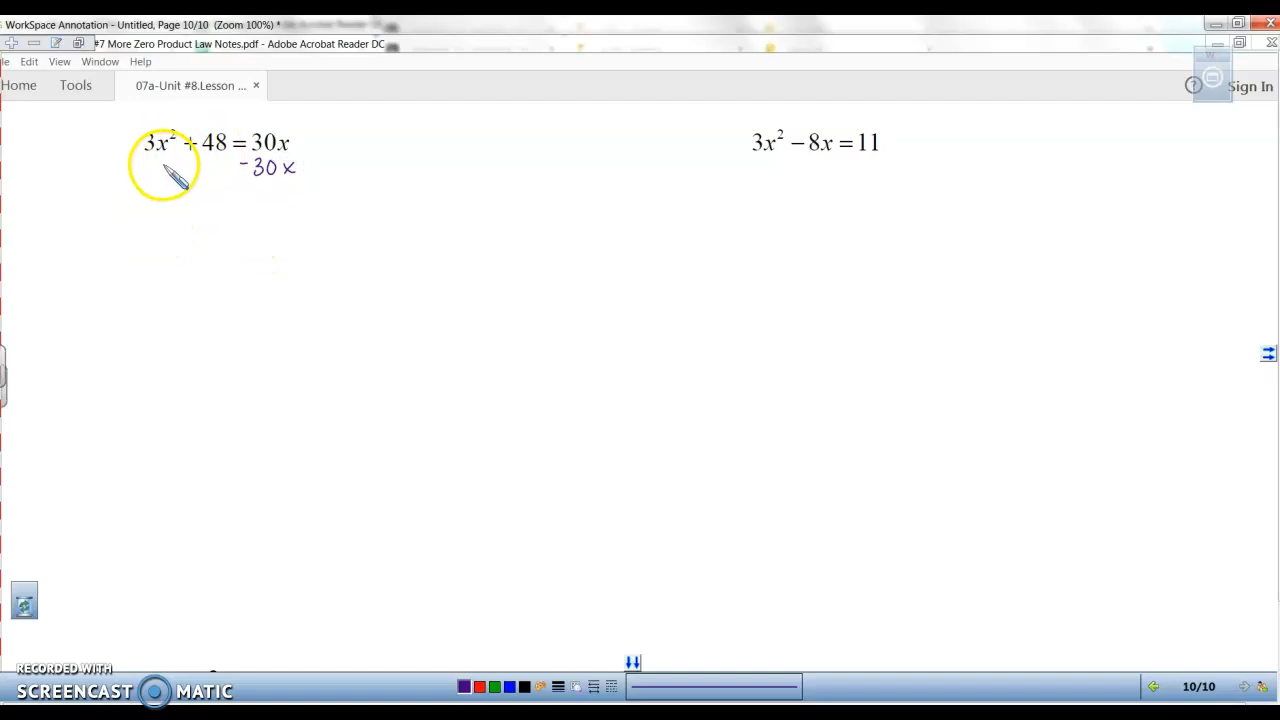 WorkSpace Annotation - Untitled, Page 10/10 (Zoom 100%) *
#7 More Zero Product Law Notes.pdf - Adobe Acrobat Reader DC
le Edit View Window Help
Home Tools 07a-Unit #8.Lesson ... × ? Sign In
3x² + 48 = 30x
-30x
3x² − 8x = 11
RECORDED WITH
SCREENCAST MATIC
10/10